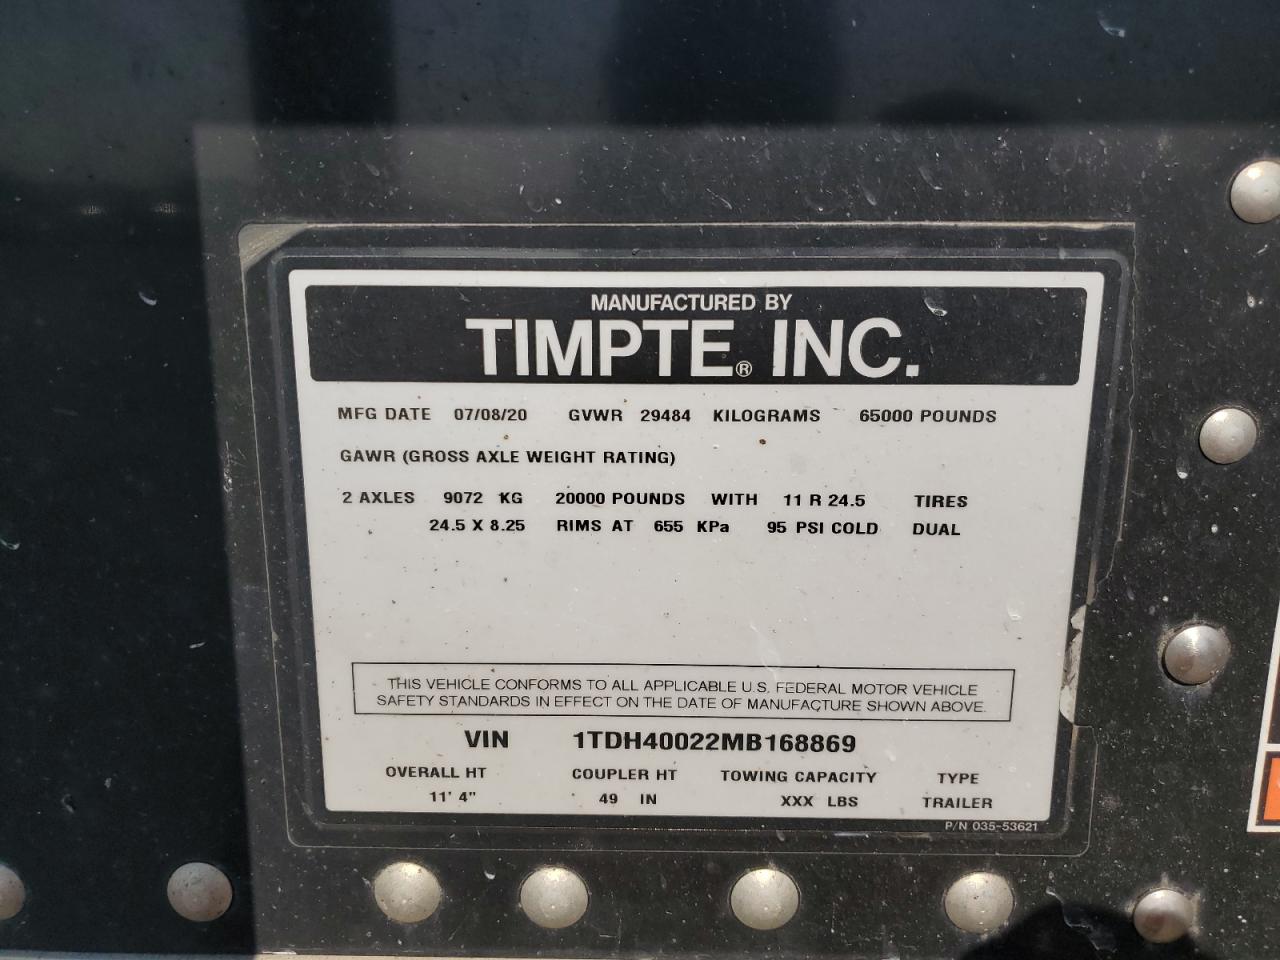 MANUFACTURED BY
TIMPTE® INC.
MFG DATE 07/08/20 GVWR 29484 KILOGRAMS 65000 POUNDS
GAWR (GROSS AXLE WEIGHT RATING)
2 AXLES 9072 KG 20000 POUNDS WITH 11 R 24.5 TIRES
24.5 X 8.25 RIMS AT 655 KPa 95 PSI COLD DUAL
THIS VEHICLE CONFORMS TO ALL APPLICABLE U.S. FEDERAL MOTOR VEHICLE
SAFETY STANDARDS IN EFFECT ON THE DATE OF MANUFACTURE SHOWN ABOVE.
VIN 1TDH40022MB168869
OVERALL HT COUPLER HT TOWING CAPACITY TYPE
11' 4" 49 IN XXX LBS TRAILER
P/N 035-53621